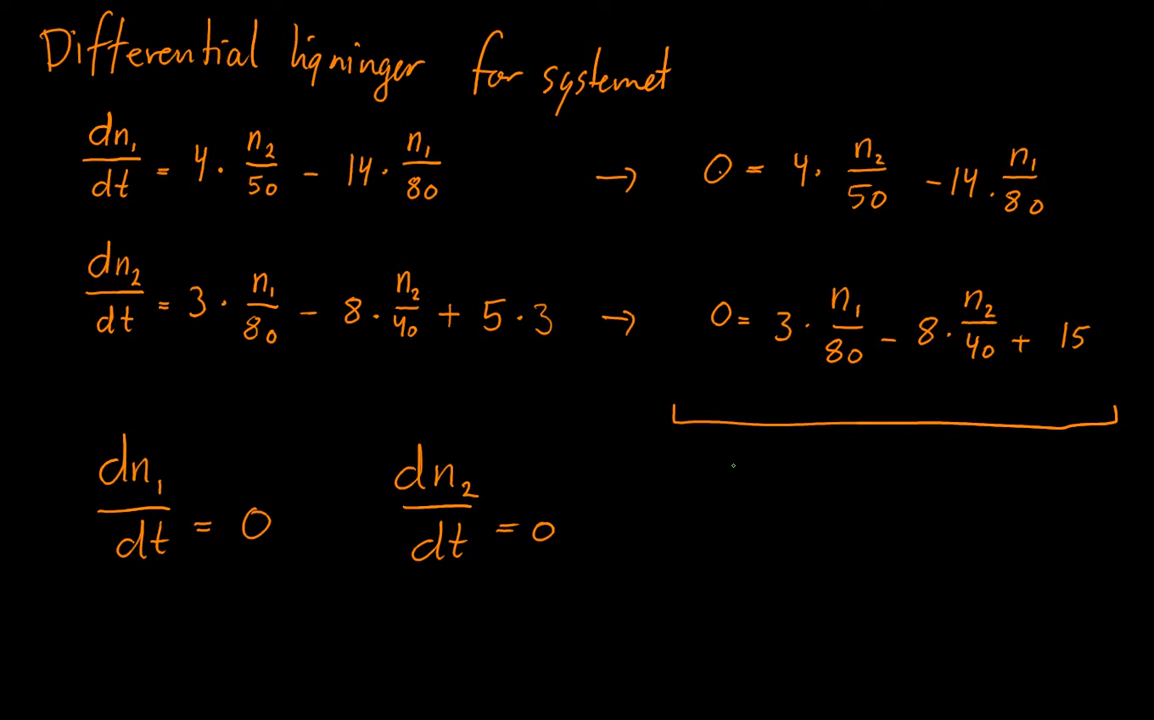 Differential ligninger for systemet
dn₁/dt = 4 · n₂/50 − 14 · n₁/80 → 0 = 4 · n₂/50 − 14 · n₁/80
dn₂/dt = 3 · n₁/80 − 8 · n₂/40 + 5 · 3 → 0 = 3 · n₁/80 − 8 · n₂/40 + 15
dn₁/dt = 0 dn₂/dt = 0